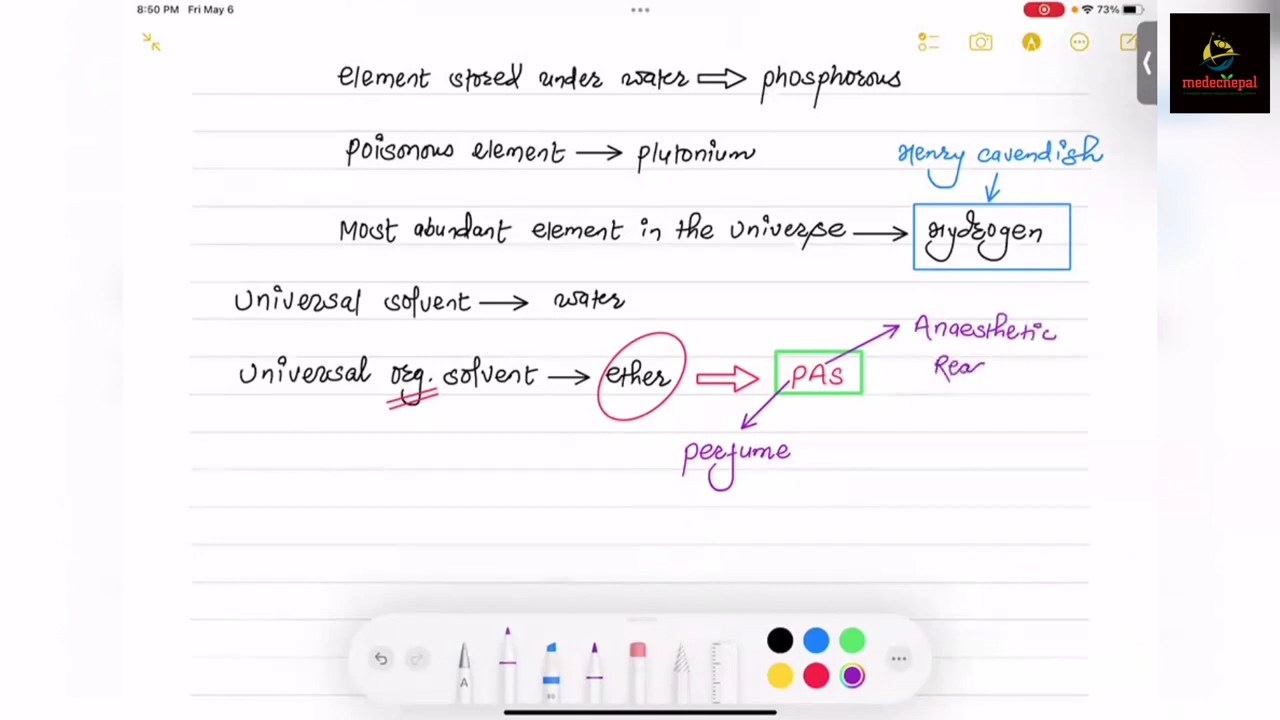 8:50 PM Fri May 6
73%
medecnepal
element stored under water ⇒ phosphorous
Poisonous element → plutonium
Henry cavendish
Most abundant element in the Universe → Hydrogen
Universal solvent → water
Universal org. solvent → ether ⇒ PAS
Anaesthetic
Rea
perfume
A